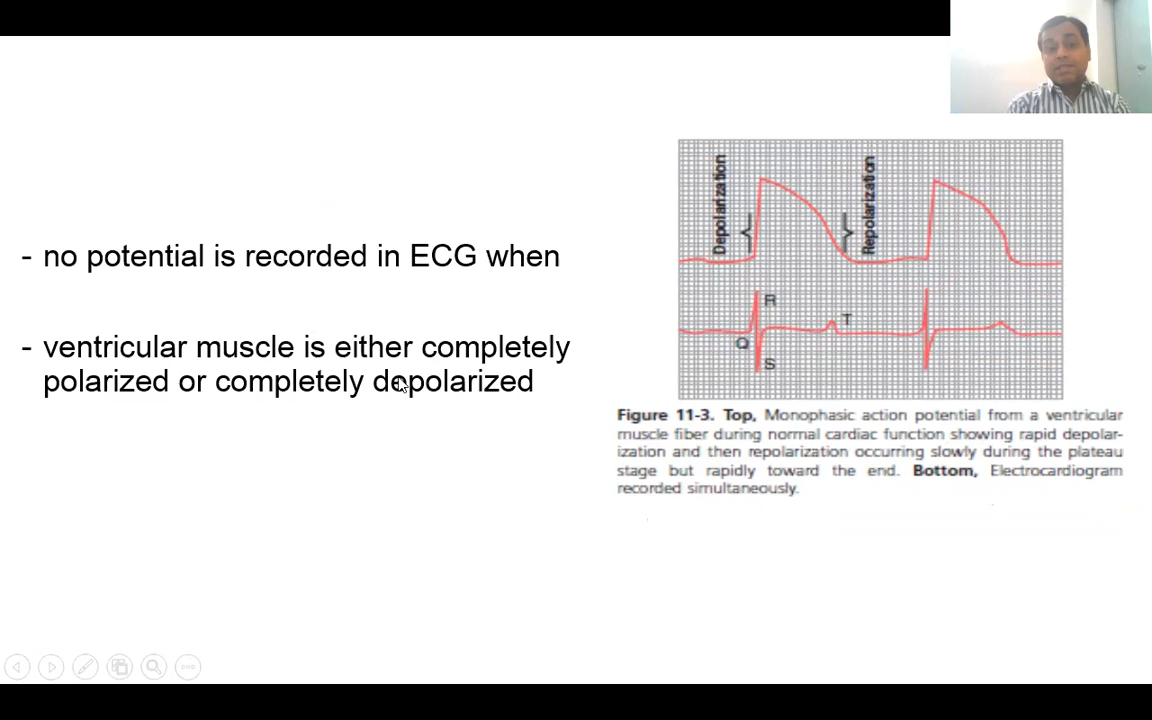 - no potential is recorded in ECG when
- ventricular muscle is either completely
polarized or completely depolarized
Depolarization
Repolarization
R
T
Q
S
Figure 11-3. Top, Monophasic action potential from a ventricular
muscle fiber during normal cardiac function showing rapid depolar-
ization and then repolarization occurring slowly during the plateau
stage but rapidly toward the end. Bottom, Electrocardiogram
recorded simultaneously.